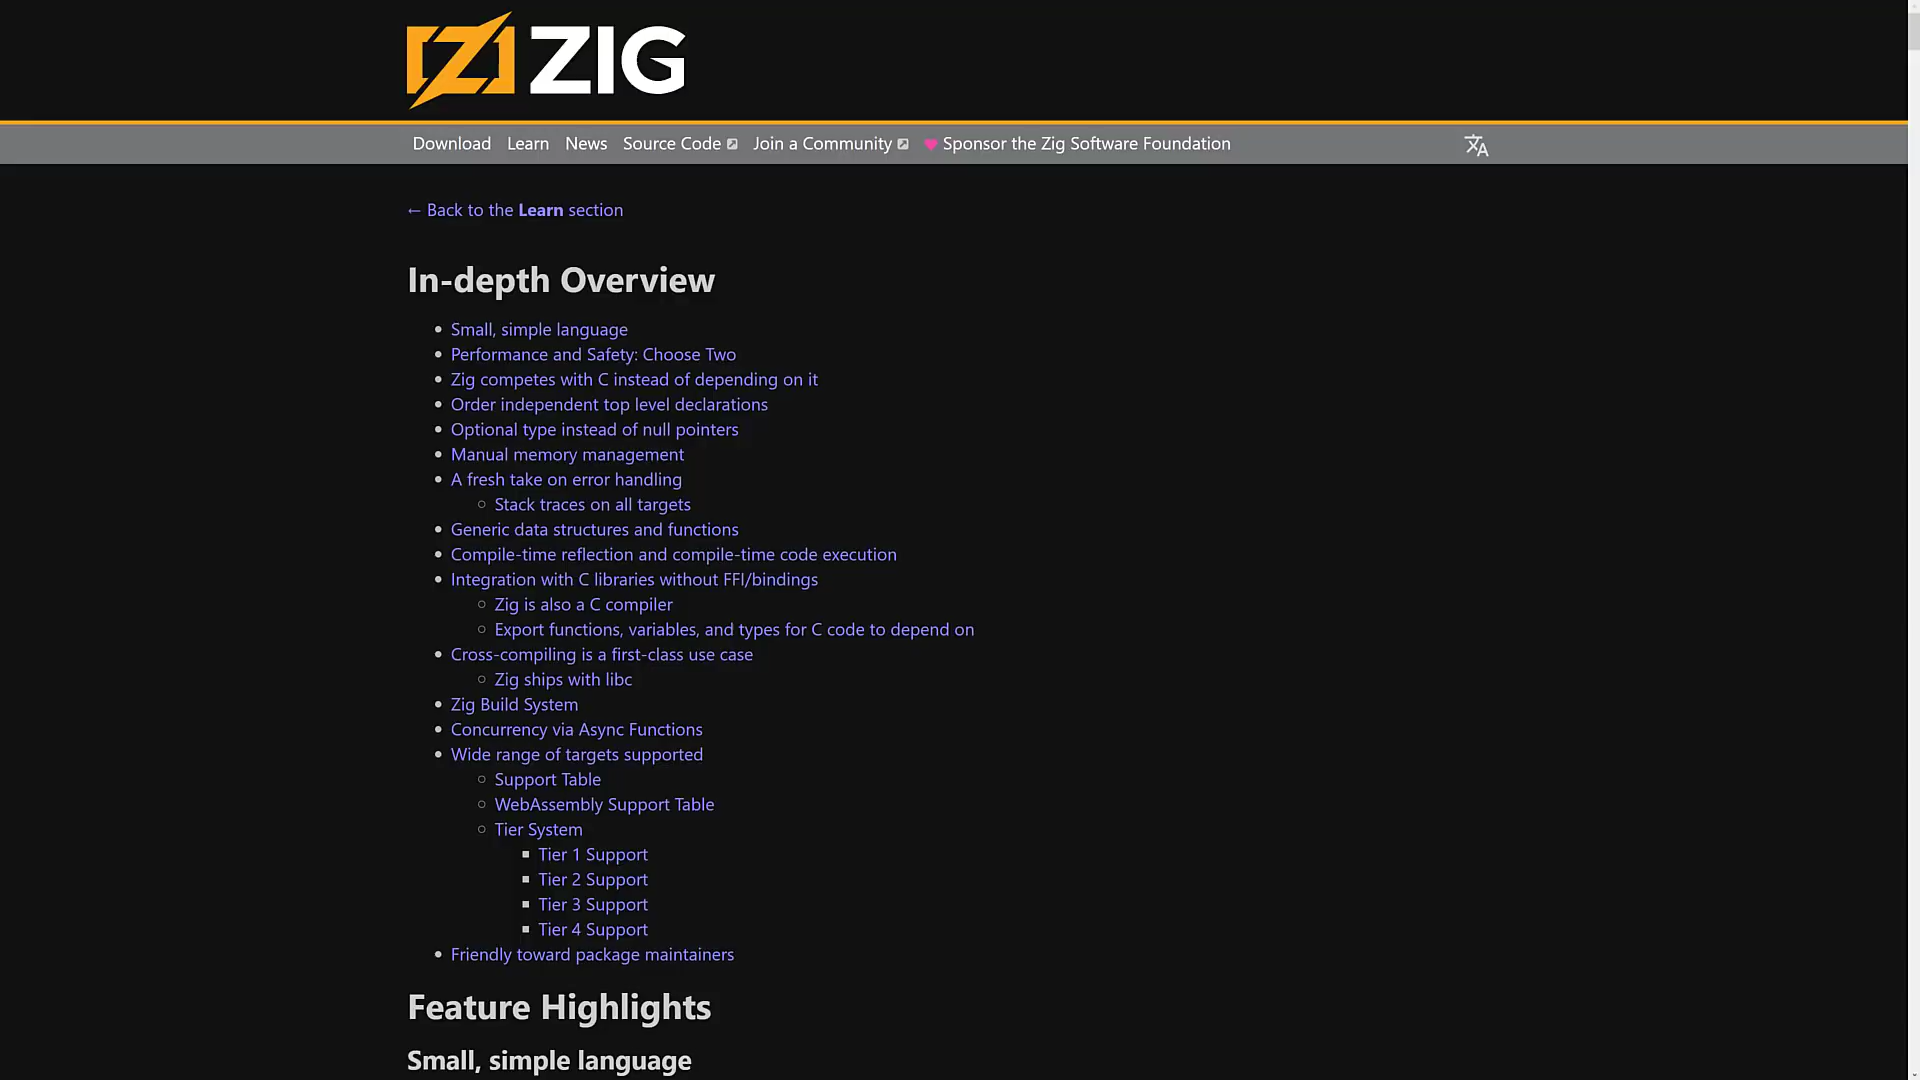 ZIG
Download Learn News Source Code Join a Community Sponsor the Zig Software Foundation
← Back to the Learn section
In-depth Overview
Small, simple language
Performance and Safety: Choose Two
Zig competes with C instead of depending on it
Order independent top level declarations
Optional type instead of null pointers
Manual memory management
A fresh take on error handling
Stack traces on all targets
Generic data structures and functions
Compile-time reflection and compile-time code execution
Integration with C libraries without FFI/bindings
Zig is also a C compiler
Export functions, variables, and types for C code to depend on
Cross-compiling is a first-class use case
Zig ships with libc
Zig Build System
Concurrency via Async Functions
Wide range of targets supported
Support Table
WebAssembly Support Table
Tier System
Tier 1 Support
Tier 2 Support
Tier 3 Support
Tier 4 Support
Friendly toward package maintainers
Feature Highlights
Small, simple language